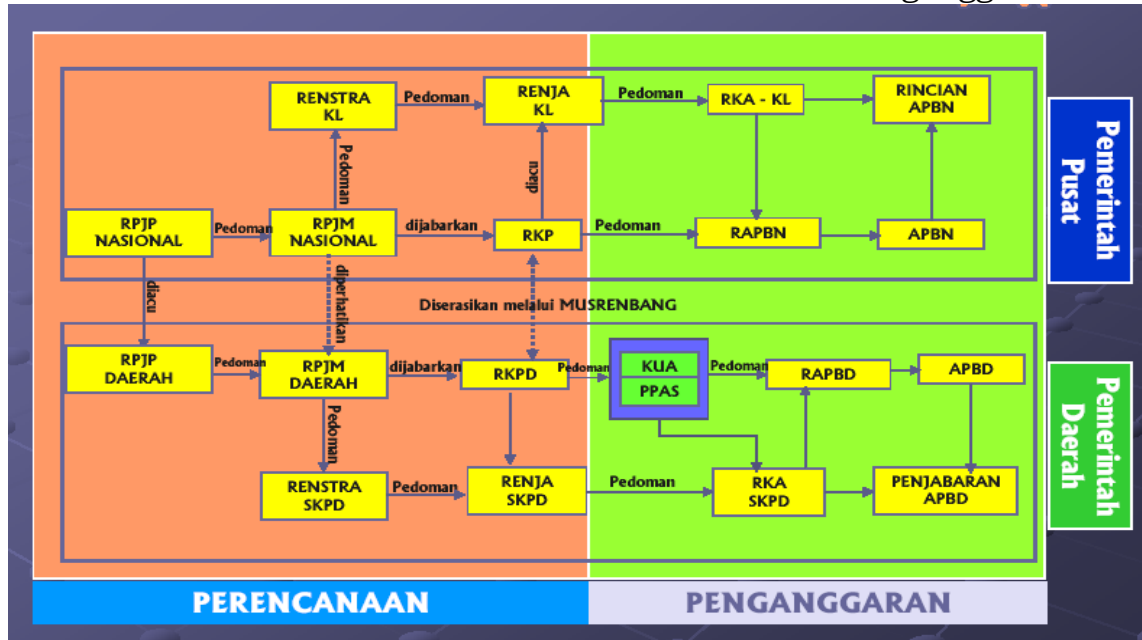 RENSTRA
KL
Pedoman
RENJA
KL
Pedoman
RKA - KL
RINCIAN
APBN
Pedoman
diacu
RPJP
NASIONAL
Pedoman
RPJM
NASIONAL
dijabarkan
RKP
Pedoman
RAPBN
APBN
Pemerintah
Pusat
diacu
diperhatikan
Diserasikan melalui MUSRENBANG
RPJP
DAERAH
Pedoman
RPJM
DAERAH
dijabarkan
RKPD
Pedoman
KUA
PPAS
Pedoman
RAPBD
APBD
Pemerintah
Daerah
Pedoman
RENSTRA
SKPD
Pedoman
RENJA
SKPD
Pedoman
RKA
SKPD
PENJABARAN
APBD
PERENCANAAN
PENGANGGARAN